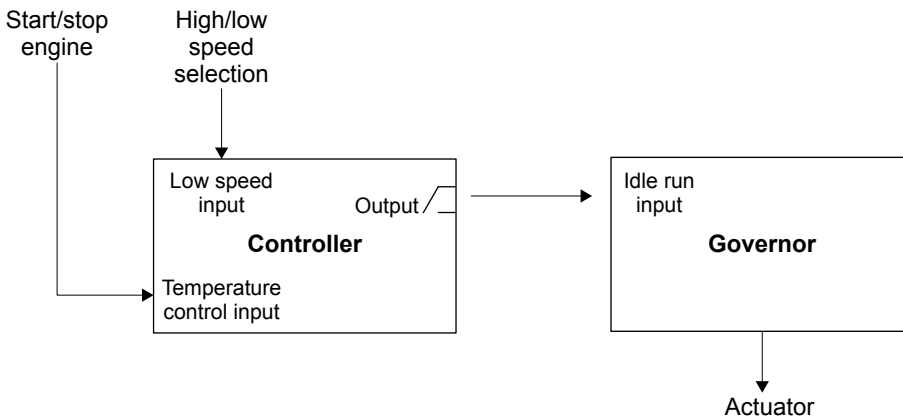 Start/stop
engine
High/low
speed
selection
Low speed
input
Output
Controller
Temperature
control input
Idle run
input
Governor
Actuator